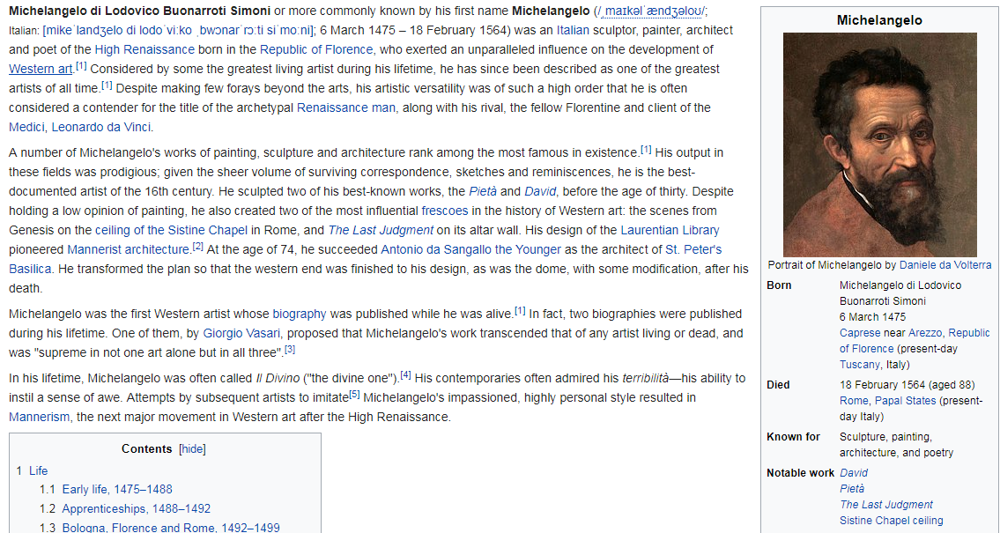 Michelangelo di Lodovico Buonarroti Simoni or more commonly known by his first name Michelangelo (/ˌmaɪkəlˈændʒəloʊ/;
Italian: [mikeˈlandʒelo di lodoˈviːko ˌbwɔnarˈrɔːti siˈmoːni]; 6 March 1475 – 18 February 1564) was an Italian sculptor, painter, architect
and poet of the High Renaissance born in the Republic of Florence, who exerted an unparalleled influence on the development of
Western art.[1] Considered by some the greatest living artist during his lifetime, he has since been described as one of the greatest
artists of all time.[1] Despite making few forays beyond the arts, his artistic versatility was of such a high order that he is often
considered a contender for the title of the archetypal Renaissance man, along with his rival, the fellow Florentine and client of the
Medici, Leonardo da Vinci.
A number of Michelangelo's works of painting, sculpture and architecture rank among the most famous in existence.[1] His output in
these fields was prodigious; given the sheer volume of surviving correspondence, sketches and reminiscences, he is the best-
documented artist of the 16th century. He sculpted two of his best-known works, the Pietà and David, before the age of thirty. Despite
holding a low opinion of painting, he also created two of the most influential frescoes in the history of Western art: the scenes from
Genesis on the ceiling of the Sistine Chapel in Rome, and The Last Judgment on its altar wall. His design of the Laurentian Library
pioneered Mannerist architecture.[2] At the age of 74, he succeeded Antonio da Sangallo the Younger as the architect of St. Peter's
Basilica. He transformed the plan so that the western end was finished to his design, as was the dome, with some modification, after his
death.
Michelangelo was the first Western artist whose biography was published while he was alive.[1] In fact, two biographies were published
during his lifetime. One of them, by Giorgio Vasari, proposed that Michelangelo's work transcended that of any artist living or dead, and
was "supreme in not one art alone but in all three".[3]
In his lifetime, Michelangelo was often called Il Divino ("the divine one").[4] His contemporaries often admired his terribilità—his ability to
instil a sense of awe. Attempts by subsequent artists to imitate[5] Michelangelo's impassioned, highly personal style resulted in
Mannerism, the next major movement in Western art after the High Renaissance.
Contents [hide]
1 Life
1.1 Early life, 1475–1488
1.2 Apprenticeships, 1488–1492
1.3 Bologna, Florence and Rome, 1492–1499
Michelangelo
Portrait of Michelangelo by Daniele da Volterra
Born Michelangelo di Lodovico
Buonarroti Simoni
6 March 1475
Caprese near Arezzo, Republic
of Florence (present-day
Tuscany, Italy)
Died 18 February 1564 (aged 88)
Rome, Papal States (present-
day Italy)
Known for Sculpture, painting,
architecture, and poetry
Notable work David
Pietà
The Last Judgment
Sistine Chapel ceiling